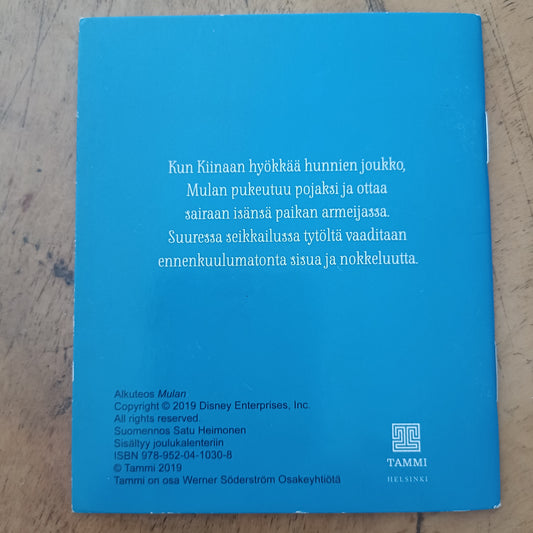 Kun Kiinaan hyökkää hunnien joukko,
Mulan pukeutuu pojaksi ja ottaa
sairaan isänsä paikan armeijassa.
Suuressa seikkailussa tytöltä vaaditaan
ennenkuulumatonta sisua ja nokkeluutta.
Alkuteos Mulan
Copyright © 2019 Disney Enterprises, Inc.
All rights reserved.
Suomennos Satu Heimonen
Sisältyy joulukalenteriin
ISBN 978-952-04-1030-8
© Tammi 2019
Tammi on osa Werner Söderström Osakeyhtiötä
TAMMI
HELSINKI